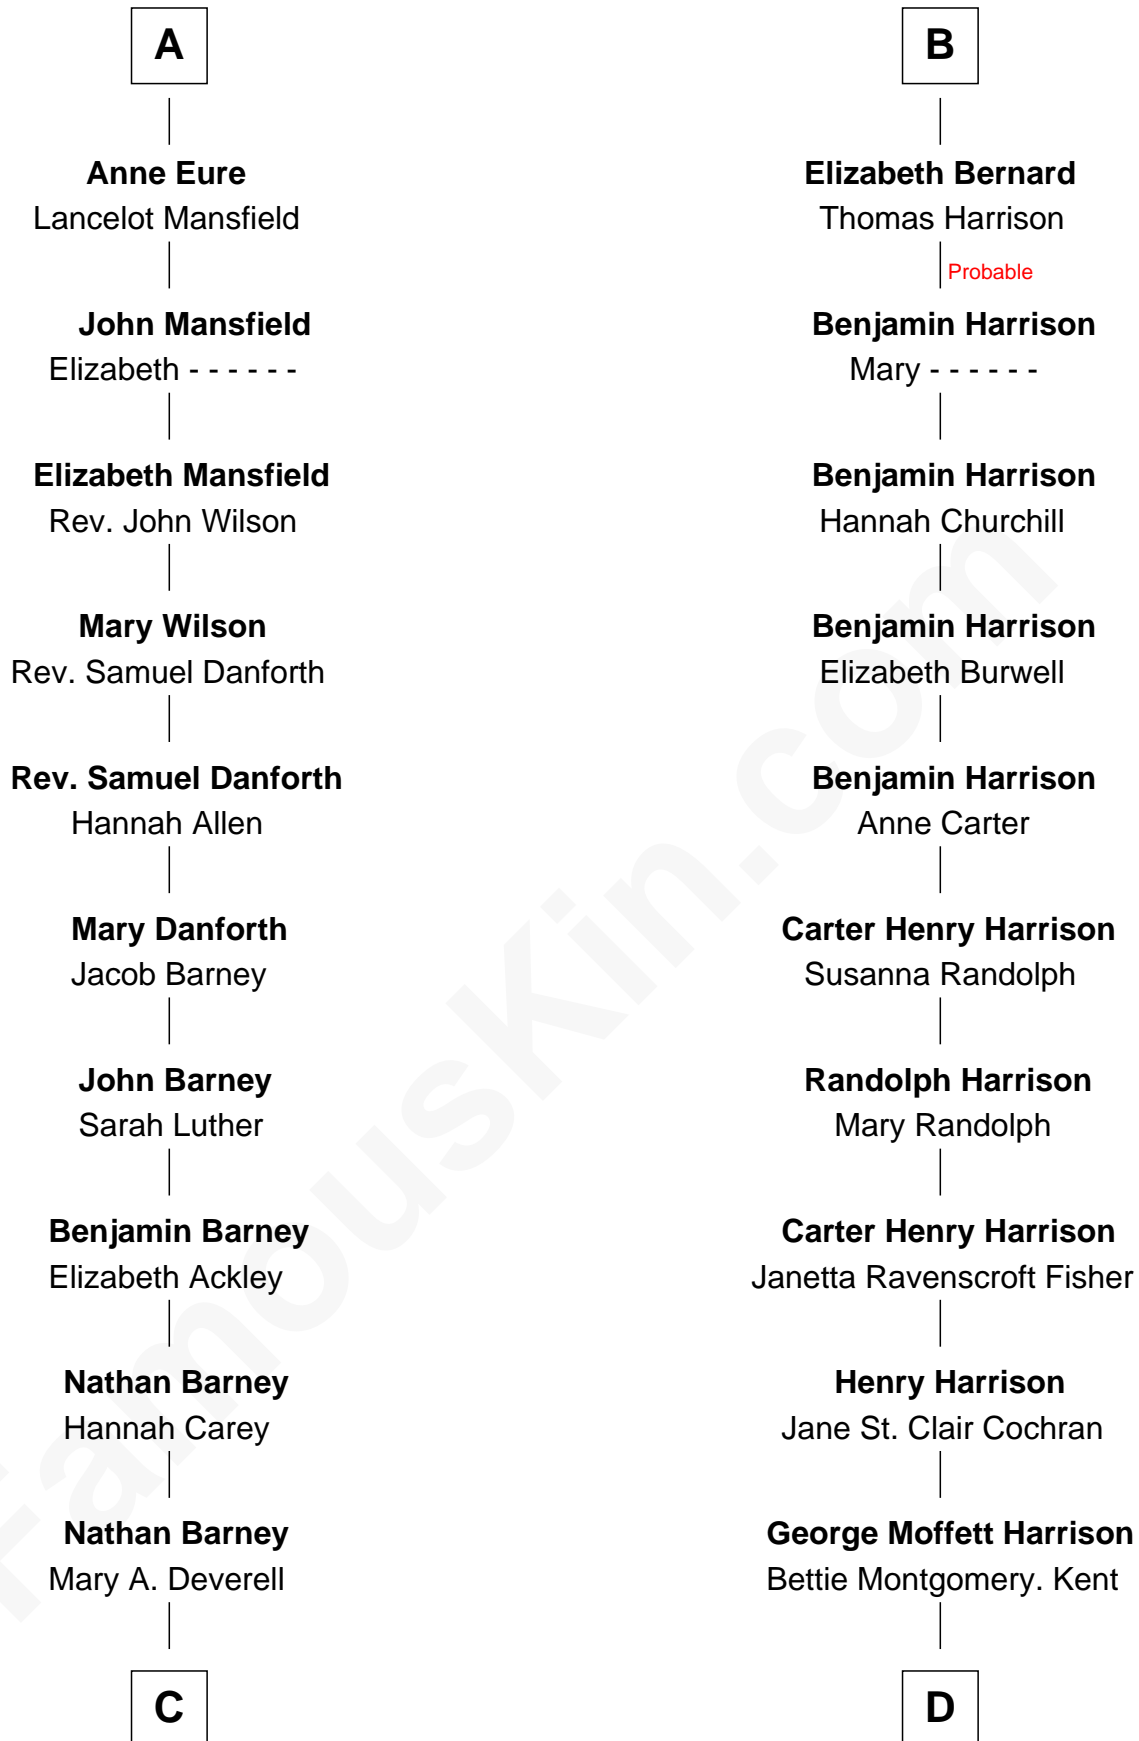 A
Anne Eure
Lancelot Mansfield
John Mansfield
Elizabeth - - - - - -
Elizabeth Mansfield
Rev. John Wilson
Mary Wilson
Rev. Samuel Danforth
Rev. Samuel Danforth
Hannah Allen
Mary Danforth
Jacob Barney
John Barney
Sarah Luther
Benjamin Barney
Elizabeth Ackley
Nathan Barney
Hannah Carey
Nathan Barney
Mary A. Deverell
C
B
Elizabeth Bernard
Thomas Harrison
Probable
Benjamin Harrison
Mary - - - - - -
Benjamin Harrison
Hannah Churchill
Benjamin Harrison
Elizabeth Burwell
Benjamin Harrison
Anne Carter
Carter Henry Harrison
Susanna Randolph
Randolph Harrison
Mary Randolph
Carter Henry Harrison
Janetta Ravenscroft Fisher
Henry Harrison
Jane St. Clair Cochran
George Moffett Harrison
Bettie Montgomery. Kent
D
FamousKin.com